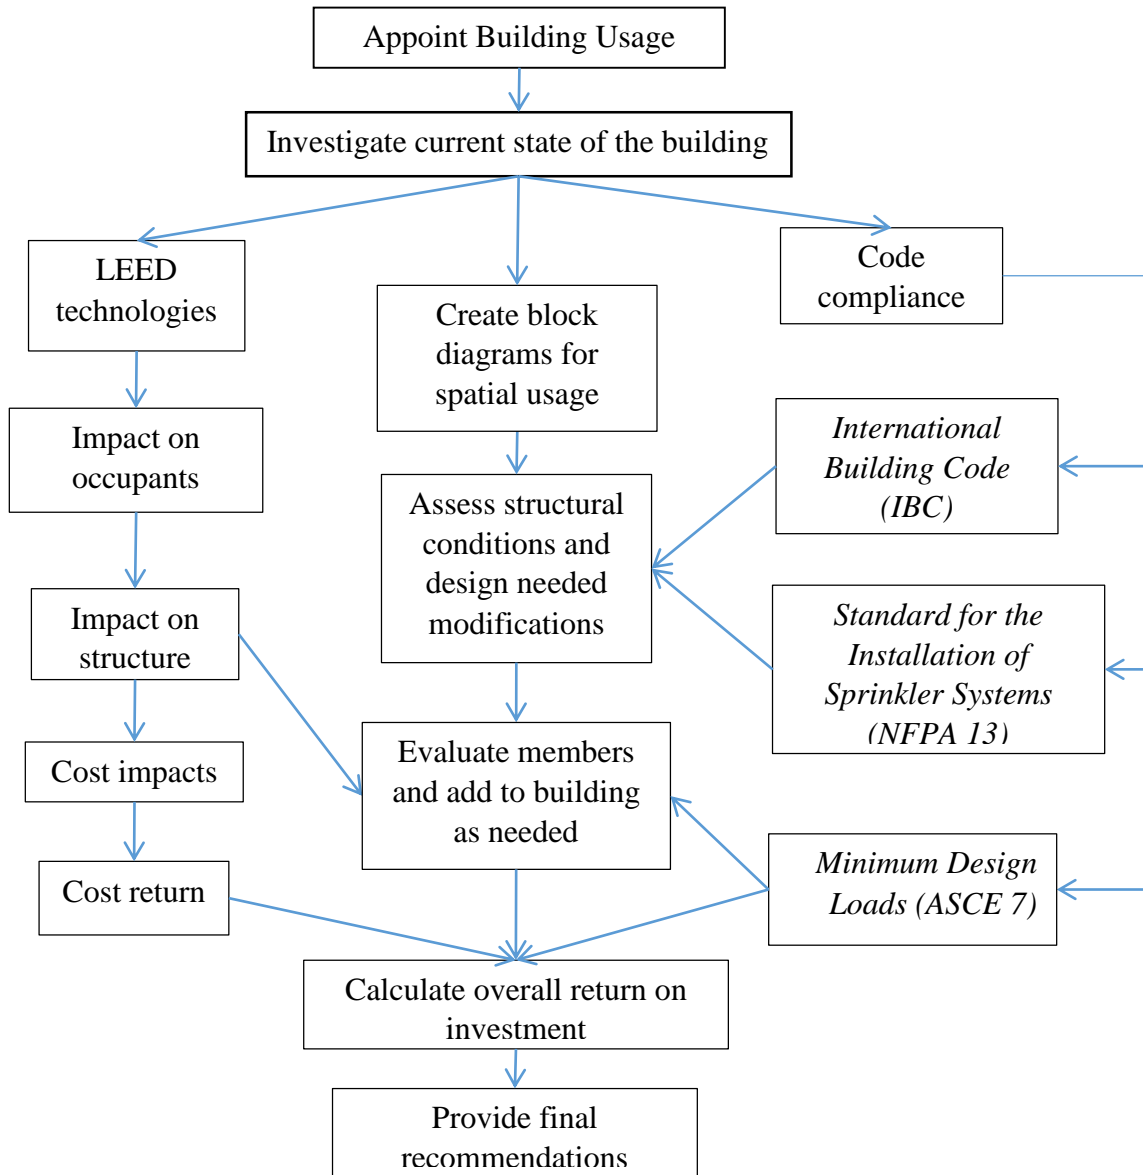 Appoint Building Usage
Investigate current state of the building
LEED
technologies
Code
compliance
Create block
diagrams for
spatial usage
Impact on
occupants
International
Building Code
(IBC)
Assess structural
conditions and
design needed
modifications
Impact on
structure
Standard for the
Installation of
Sprinkler Systems
(NFPA 13)
Cost impacts
Evaluate members
and add to building
as needed
Cost return
Minimum Design
Loads (ASCE 7)
Calculate overall return on
investment
Provide final
recommendations